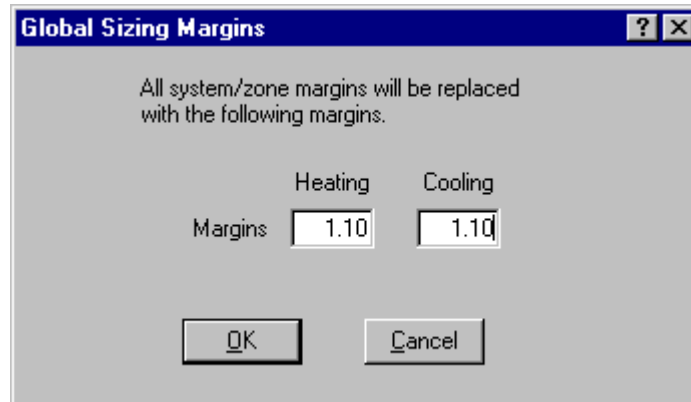 Global Sizing Margins ? ×
All system/zone margins will be replaced
with the following margins.
Heating Cooling
Margins 1.10 1.10
OK Cancel